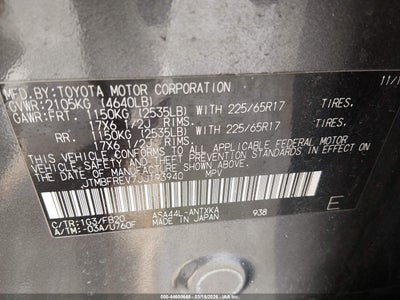 MFD.BY:TOYOTA MOTOR CORPORATION 11/1
GVWR:2105KG (4640LB)
GAWR:FRT. 1150KG (2535LB) WITH 225/65R17 TIRES.
17X6 1/2J RIMS.
RR. 1150KG (2535LB) WITH 225/65R17 TIRES.
17X6 1/2J RIMS.
THIS VEHICLE CONFORMS TO ALL APPLICABLE FEDERAL MOTOR
VEHICLE SAFETY STANDARDS IN EFFECT ON THE DATE OF
MANUFACTURE SHOWN ABOVE.
MPV
C/TR:1G3/FB20 ASA44L-ANTXKA 938 E
A/TM:-03A/U760F MADE IN JAPAN